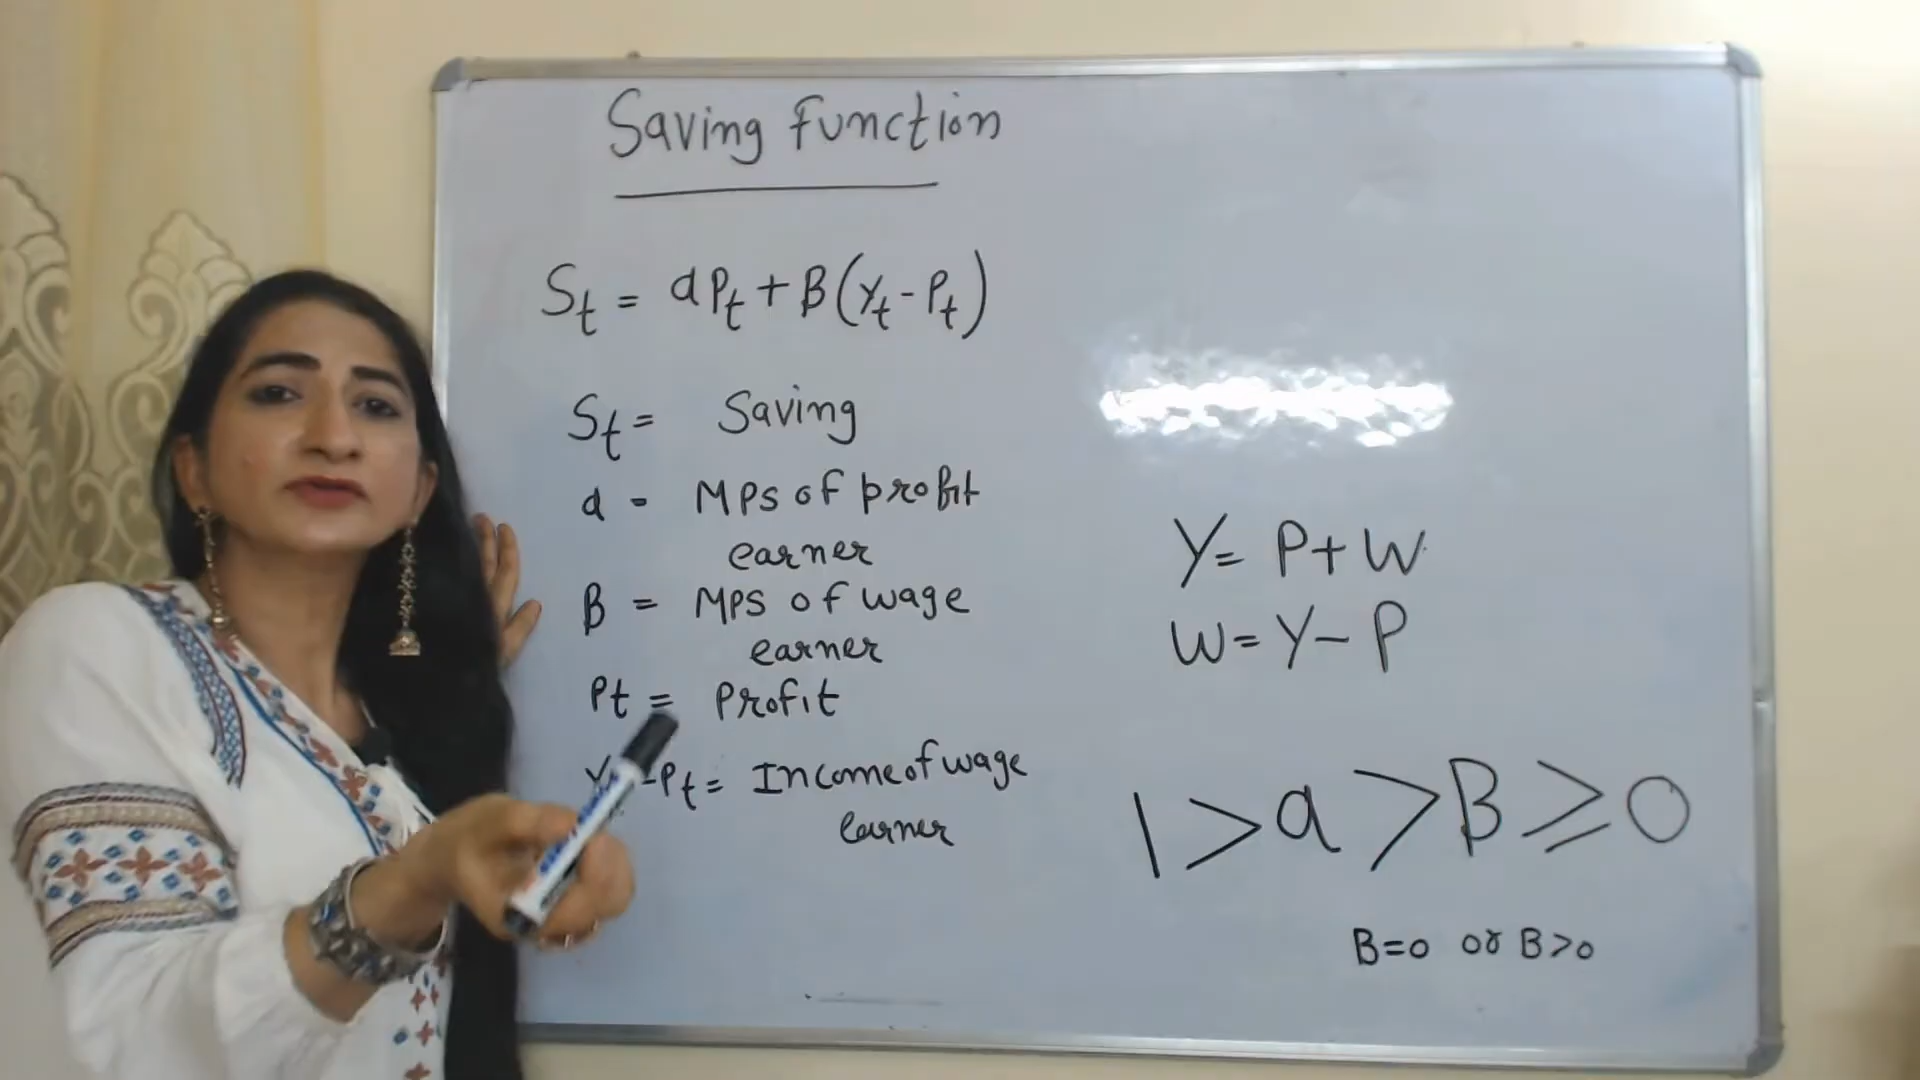 Saving Function
St = αPt + β(Yt - Pt)
St = Saving
α = MPS of profit
earner
β = MPS of wage
earner
Pt = Profit
-Pt = Income of wage
earner
Y = P + W
W = Y - P
1 > α > β ≥ 0
β=0 or β>0